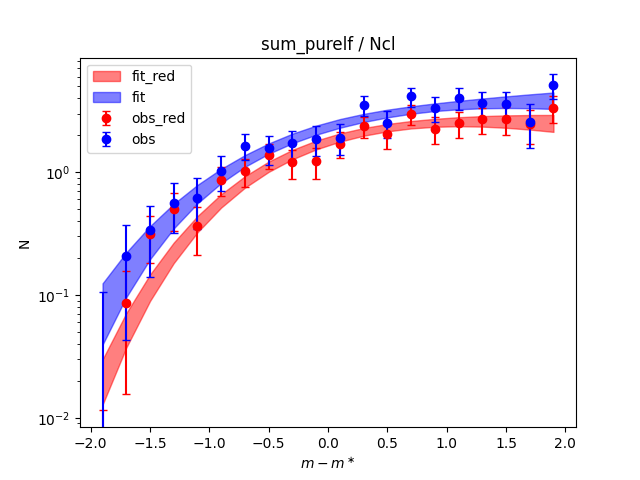 sum_purelf / Ncl
fit_red
fit
obs_red
obs
N
10⁰
10⁻¹
10⁻²
−2.0 −1.5 −1.0 −0.5 0.0 0.5 1.0 1.5 2.0
m − m *